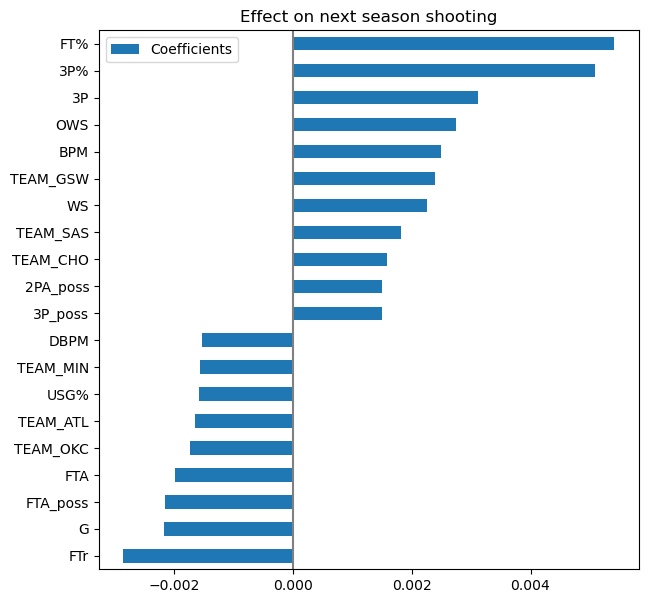 Effect on next season shooting
Coefficients
FT%
3P%
3P
OWS
BPM
TEAM_GSW
WS
TEAM_SAS
TEAM_CHO
2PA_poss
3P_poss
DBPM
TEAM_MIN
USG%
TEAM_ATL
TEAM_OKC
FTA
FTA_poss
G
FTr
−0.002 0.000 0.002 0.004